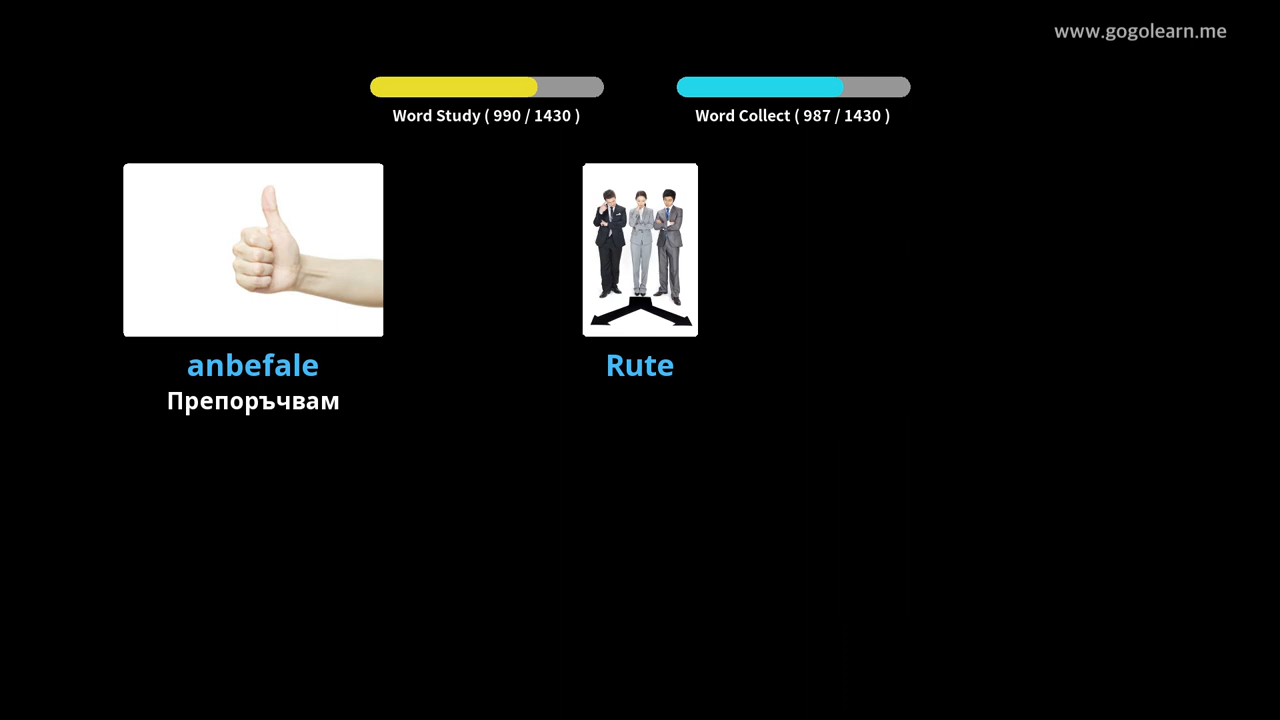 www.gogolearn.me
Word Study ( 990 / 1430 )
Word Collect ( 987 / 1430 )
anbefale
Препоръчвам
Rute